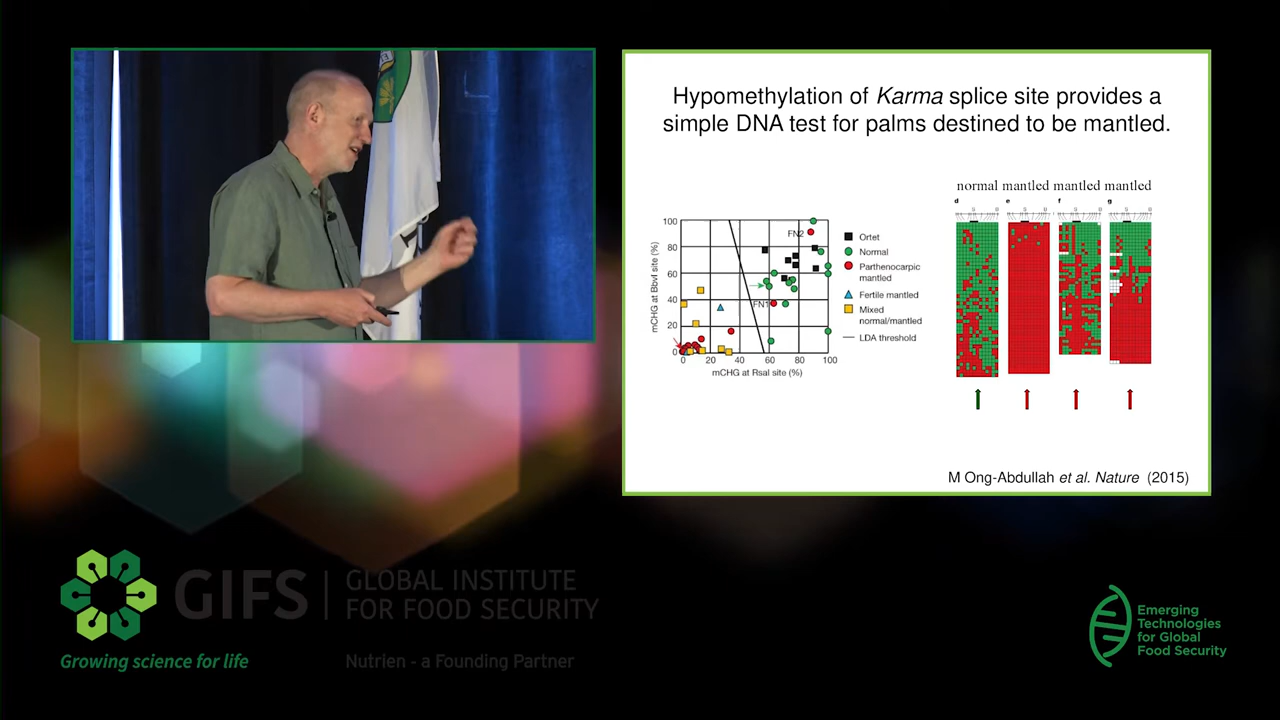 Hypomethylation of Karma splice site provides a
simple DNA test for palms destined to be mantled.
normal mantled mantled mantled
d e f g
100
80
60
40
20
0
mCHG at BbvI site (%)
0 20 40 60 80 100
mCHG at RsaI site (%)
FN2
FN1
Ortet
Normal
Parthenocarpic
mantled
Fertile mantled
Mixed
normal/mantled
LDA threshold
M Ong-Abdullah et al. Nature (2015)
GIFS
GLOBAL INSTITUTE
FOR FOOD SECURITY
Growing science for life
Nutrien - a Founding Partner
Emerging
Technologies
for Global
Food Security